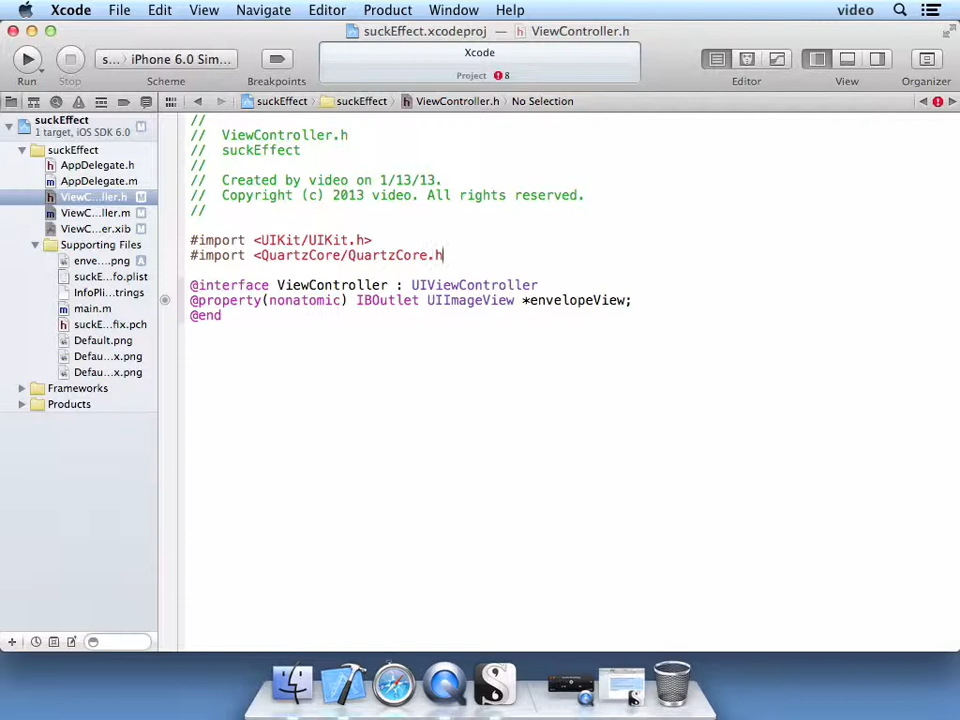 Xcode File Edit View Navigate Editor Product Window Help video
suckEffect.xcodeproj — ViewController.h
s... iPhone 6.0 Sim...
Xcode
Project 8
Run Stop Scheme Breakpoints Editor View Organizer
suckEffect suckEffect ViewController.h No Selection
suckEffect M
1 target, iOS SDK 6.0
suckEffect
AppDelegate.h
AppDelegate.m
ViewC...ller.h M
ViewC...ller.m M
ViewC...er.xib M
Supporting Files
enve....png A
suckE...fo.plist
InfoPli...trings
main.m
suckE...fix.pch
Default.png
Defau...x.png
Defau...x.png
Frameworks
Products
//
// ViewController.h
// suckEffect
//
// Created by video on 1/13/13.
// Copyright (c) 2013 video. All rights reserved.
//
#import <UIKit/UIKit.h>
#import <QuartzCore/QuartzCore.h
@interface ViewController : UIViewController
@property(nonatomic) IBOutlet UIImageView *envelopeView;
@end